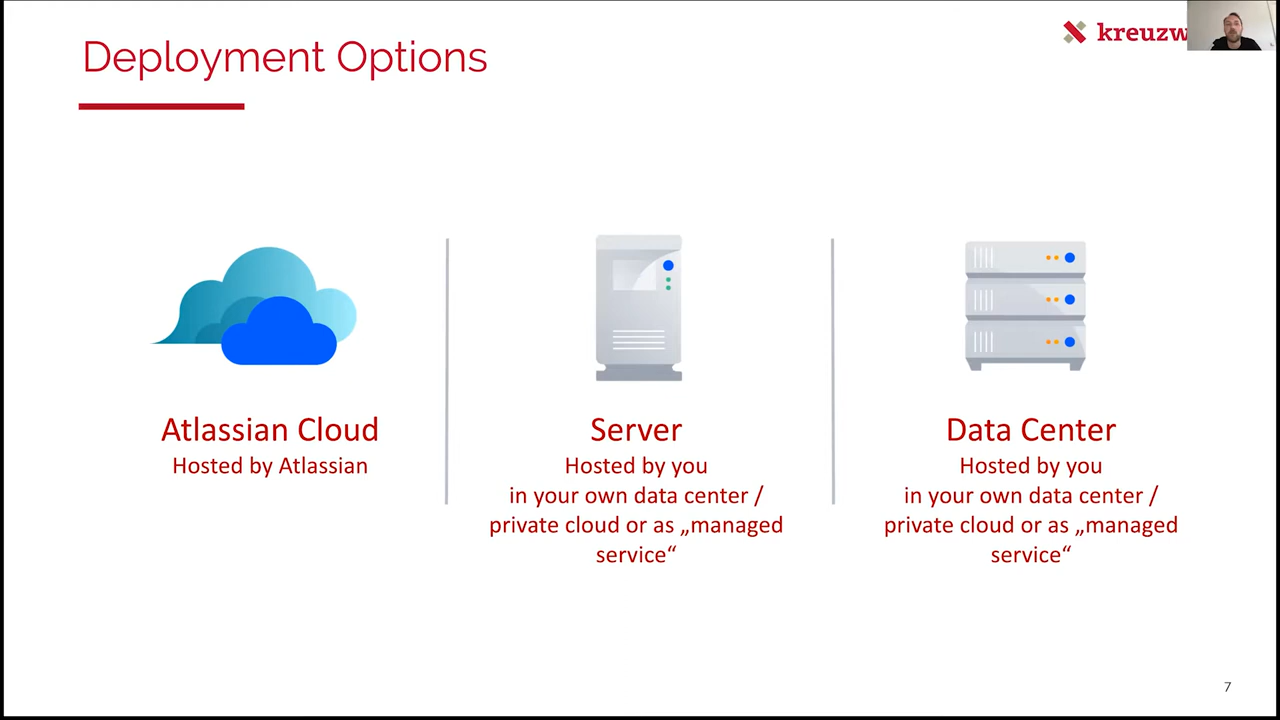 Deployment Options
kreuzw
Atlassian Cloud
Hosted by Atlassian
Server
Hosted by you
in your own data center /
private cloud or as „managed
service“
Data Center
Hosted by you
in your own data center /
private cloud or as „managed
service“
7